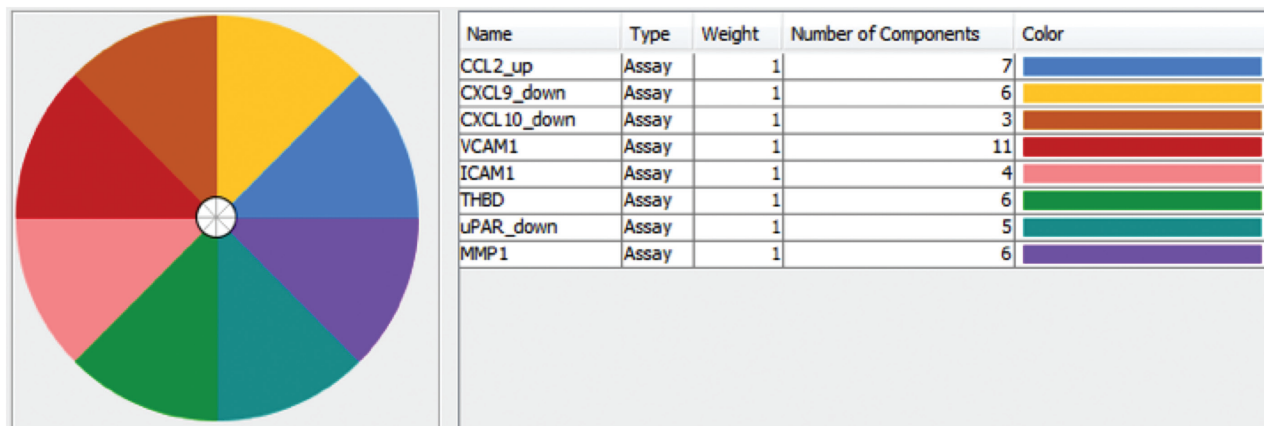 Name Type Weight Number of Components Color
CCL2_up Assay 1 7
CXCL9_down Assay 1 6
CXCL10_down Assay 1 3
VCAM1 Assay 1 11
ICAM1 Assay 1 4
THBD Assay 1 6
uPAR_down Assay 1 5
MMP1 Assay 1 6